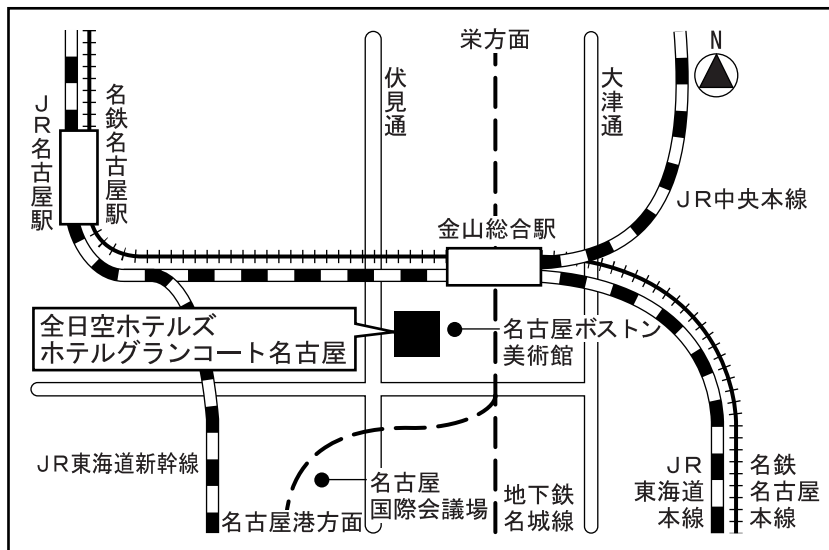 栄方面
N
伏見通
大津通
JR名古屋駅
名鉄名古屋駅
JR中央本線
金山総合駅
全日空ホテルズ
ホテルグランコート名古屋
名古屋ボストン
美術館
JR東海道新幹線
名古屋
国際会議場
名古屋港方面
地下鉄
名城線
JR
東海道
本線
名鉄
名古屋
本線